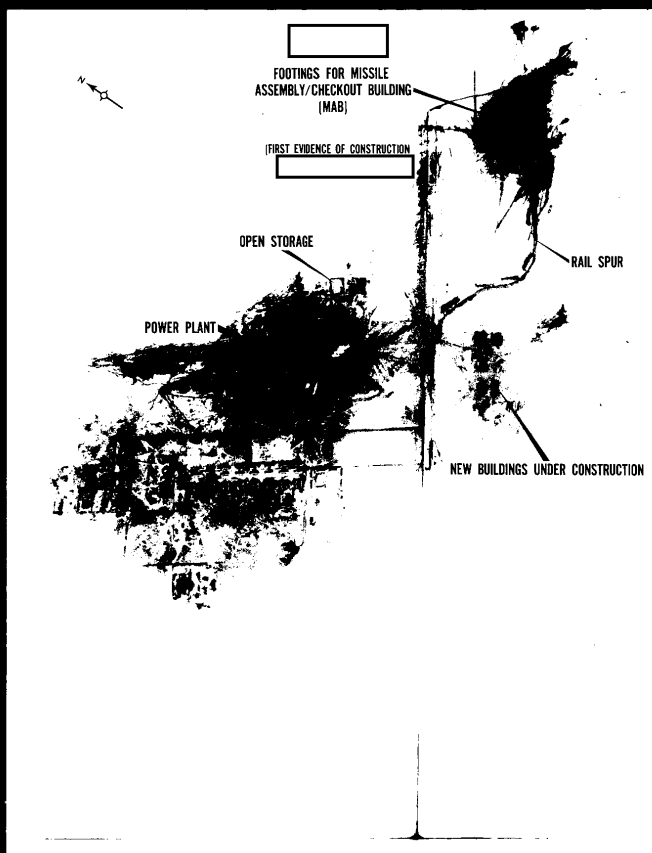 N
FOOTINGS FOR MISSILE
ASSEMBLY/CHECKOUT BUILDING
(MAB)
(FIRST EVIDENCE OF CONSTRUCTION
OPEN STORAGE
RAIL SPUR
POWER PLANT
NEW BUILDINGS UNDER CONSTRUCTION